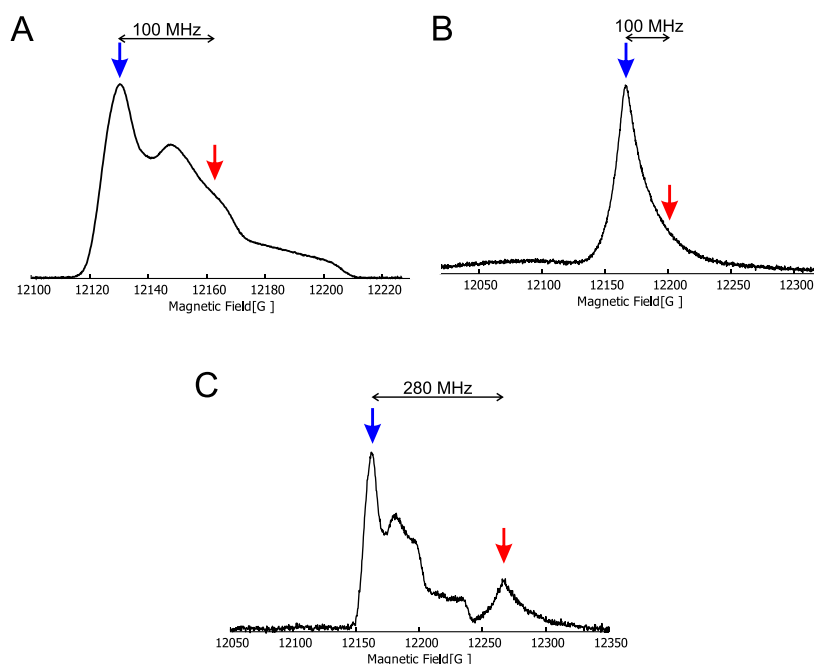 A
100 MHz
12100 12120 12140 12160 12180 12200 12220
Magnetic Field[G ]
B
100 MHz
12050 12100 12150 12200 12250 12300
Magnetic Field[G ]
C
280 MHz
12050 12100 12150 12200 12250 12300 12350
Magnetic Field[G ]